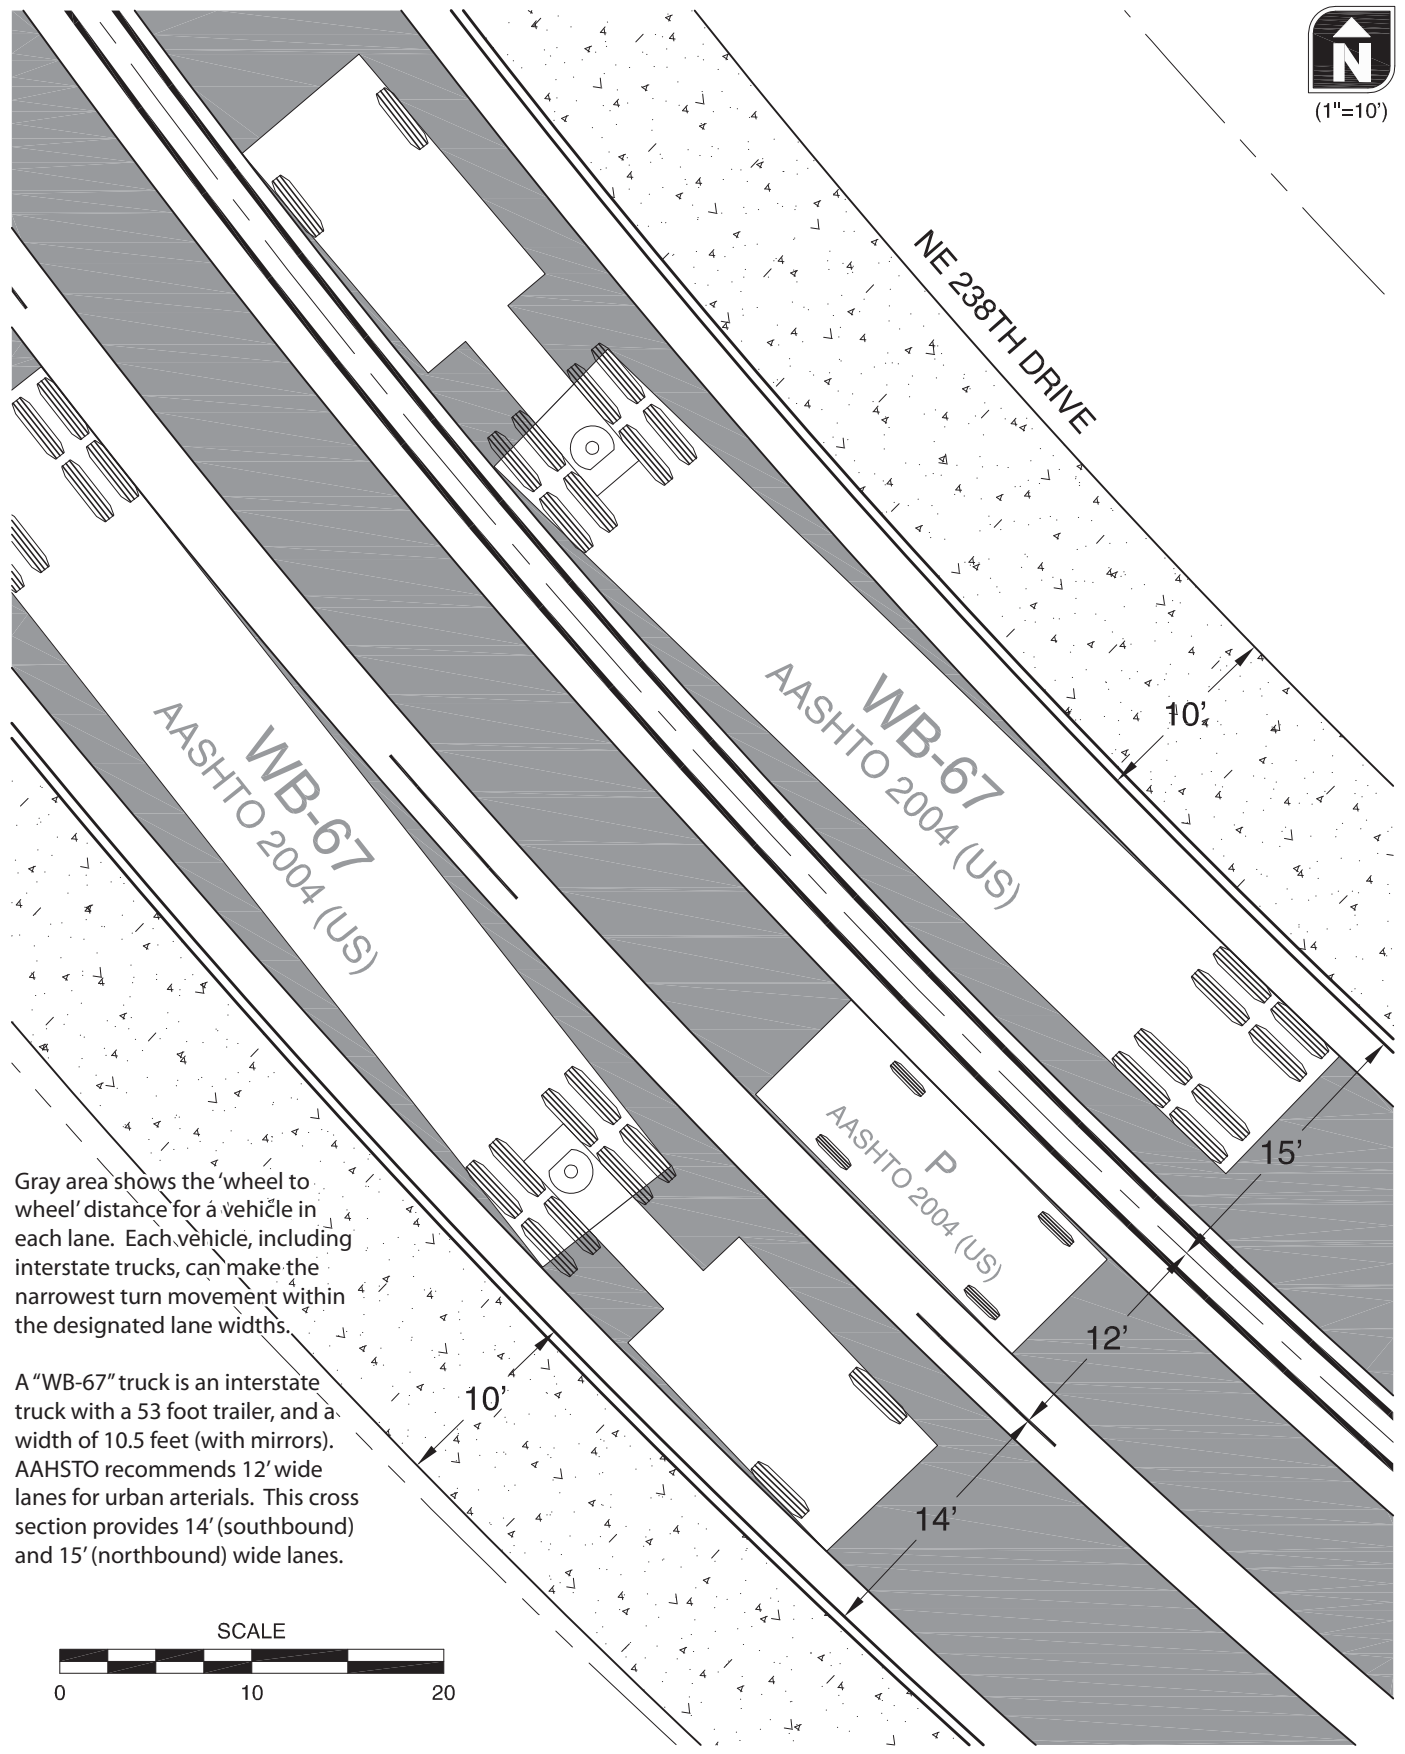 N
(1"=10')
NE 238TH DRIVE
10'
WB-67
AASHTO 2004 (US)
WB-67
AASHTO 2004 (US)
15'
P
AASHTO 2004 (US)
12'
14'
10'
Gray area shows the 'wheel to
wheel' distance for a vehicle in
each lane.  Each vehicle, including
interstate trucks, can make the
narrowest turn movement within
the designated lane widths.
A “WB-67” truck is an interstate
truck with a 53 foot trailer, and a
width of 10.5 feet (with mirrors).
AAHSTO recommends 12' wide
lanes for urban arterials.  This cross
section provides 14' (southbound)
and 15' (northbound) wide lanes.
SCALE
0 10 20